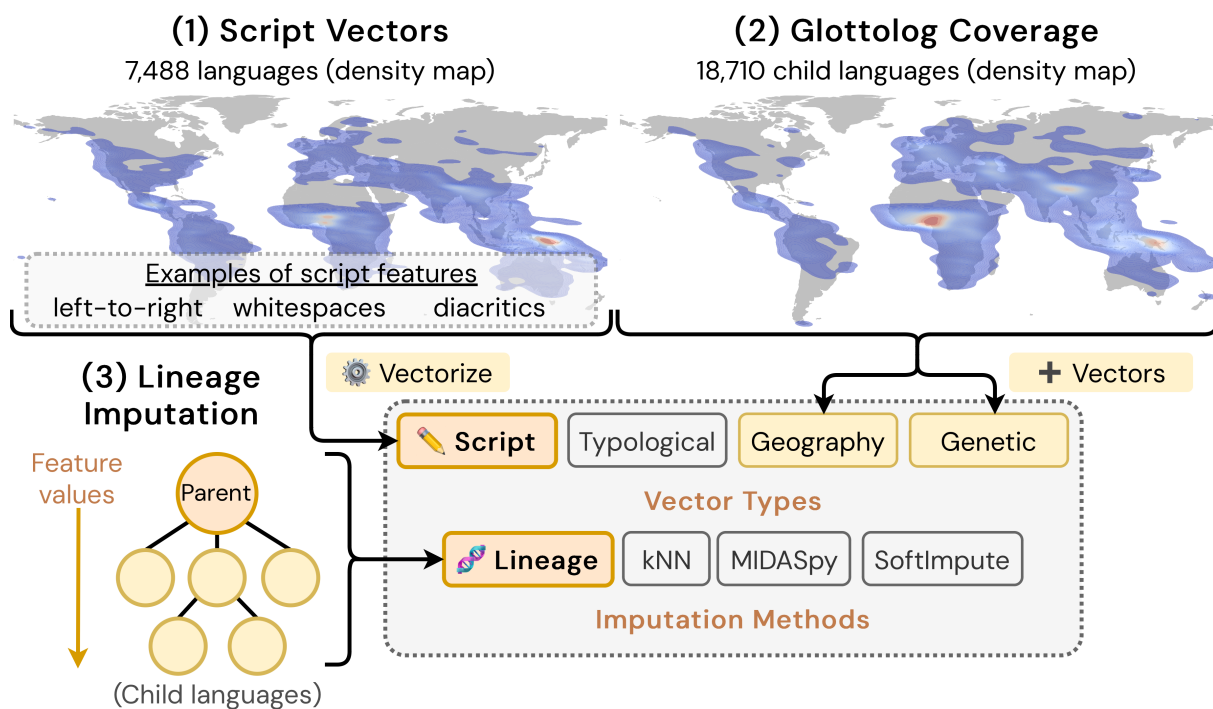 (1) Script Vectors
7,488 languages (density map)
(2) Glottolog Coverage
18,710 child languages (density map)
Examples of script features
left-to-right whitespaces diacritics
Vectorize
Vectors
(3) Lineage
Imputation
Script
Typological
Geography
Genetic
Vector Types
Feature
values
Parent
Lineage
kNN
MIDASpy
SoftImpute
Imputation Methods
(Child languages)